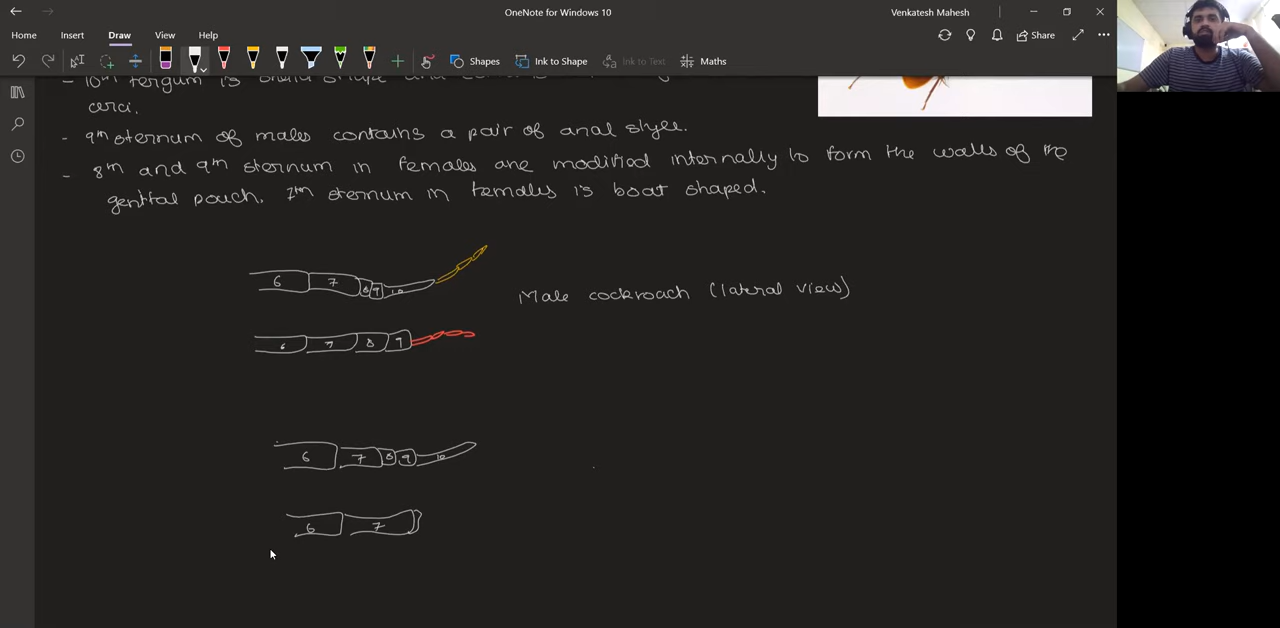 OneNote for Windows 10
Venkatesh Mahesh
Home Insert Draw View Help
Share
Shapes Ink to Shape Ink to Text Maths
- 10th tergum is
cerci.
- 9th sternum of males contains a pair of anal style.
- 8th and 9th sternum in females are modified internally to form the walls of the
genital pouch. 7th sternum in females is boat shaped.
6 7 8 9 10
Male cockroach (lateral view)
6 7 8 9
6 7 8 9 10
6 7